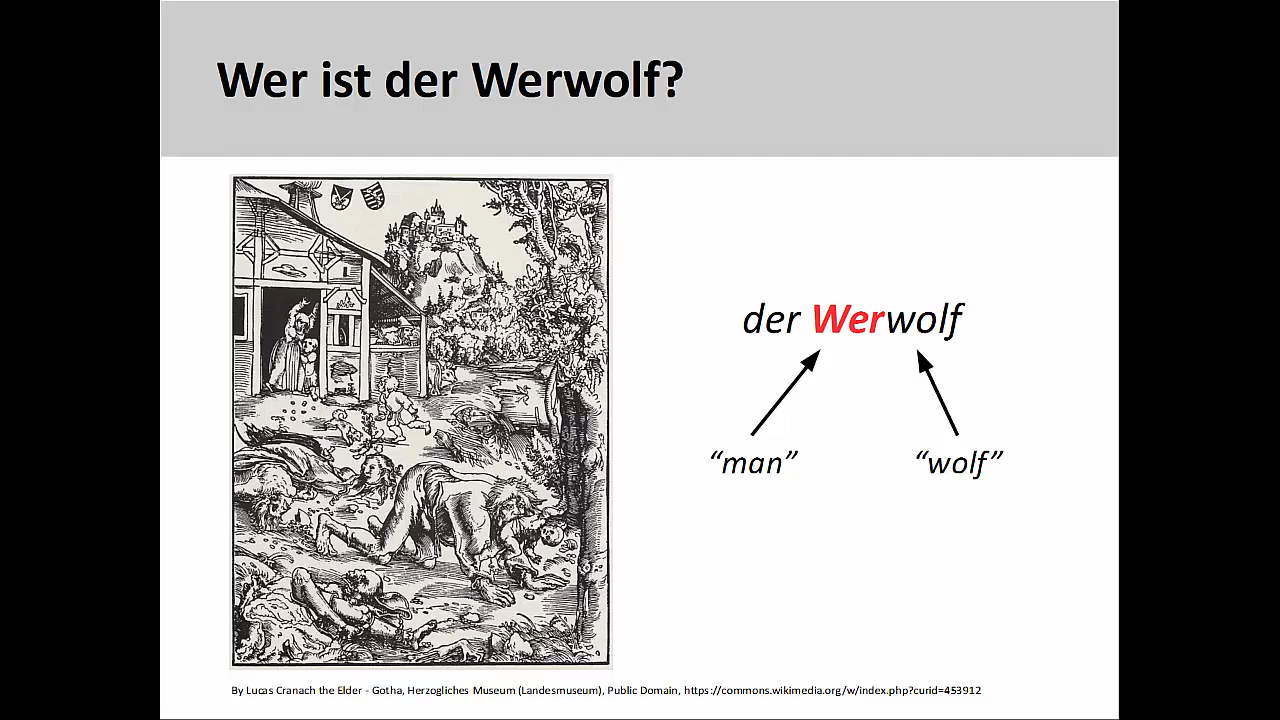 Wer ist der Werwolf?
der Werwolf
“man” “wolf”
By Lucas Cranach the Elder - Gotha, Herzogliches Museum (Landesmuseum), Public Domain, https://commons.wikimedia.org/w/index.php?curid=453912